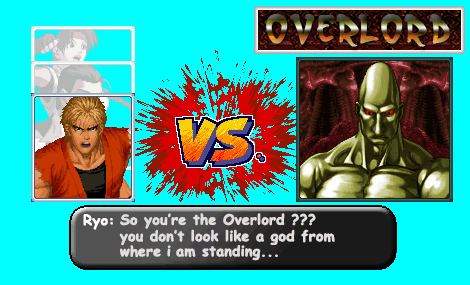 OVERLORD
VS.
Ryo: So you're the Overlord ???
you don't look like a god from
where i am standing...